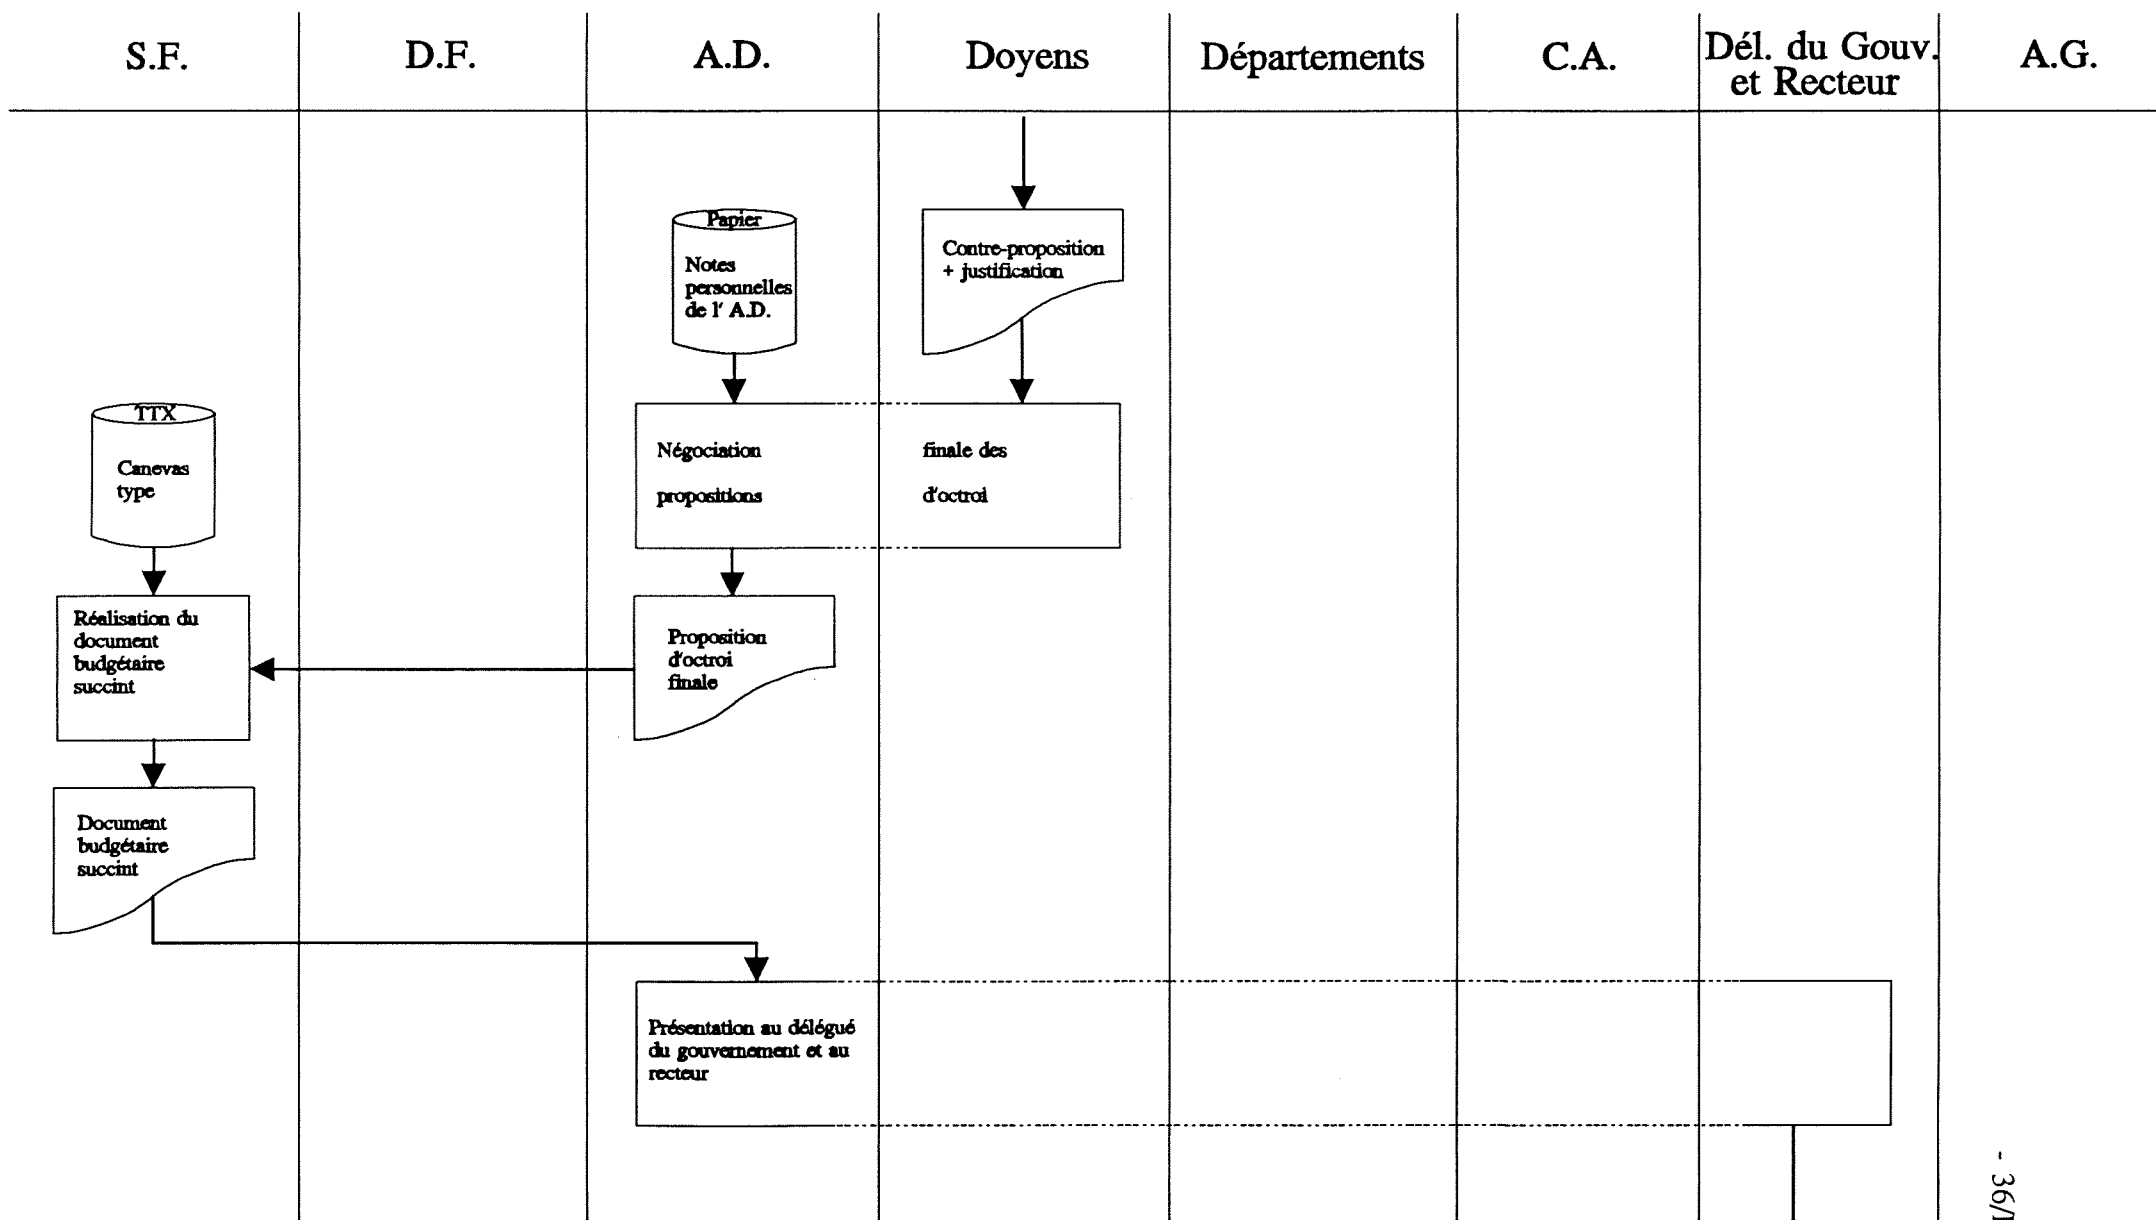 S.F.
D.F.
A.D.
Doyens
Départements
C.A.
Dél. du Gouv.
et Recteur
A.G.
Papier
Notes
personnelles
de l' A.D.
Contre-proposition
+ justification
TTX
Canevas
type
Négociation finale des
propositions d'octroi
Réalisation du
document
budgétaire
succint
Proposition
d'octroi
finale
Document
budgétaire
succint
Présentation au délégué
du gouvernement et au
recteur
- 36/